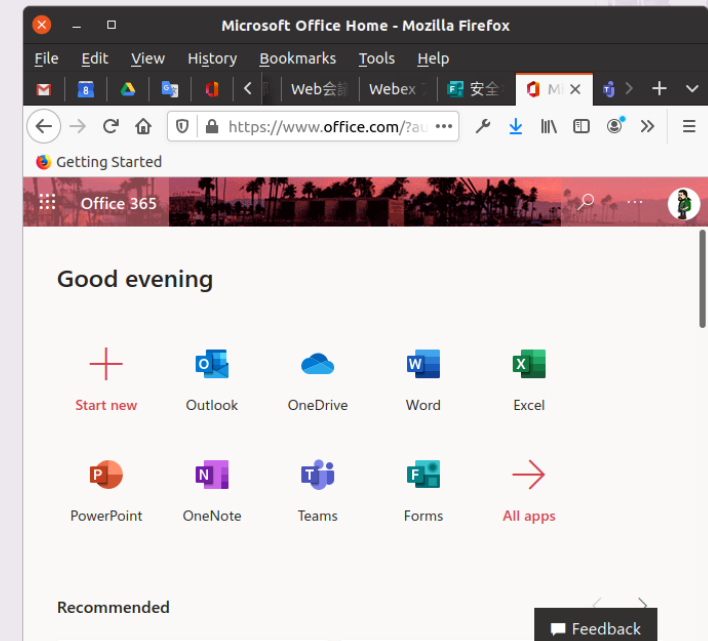 Microsoft Office Home - Mozilla Firefox
File Edit View History Bookmarks Tools Help
Web会議 Webex 安全 Mi
https://www.office.com/?au
Getting Started
Office 365
Good evening
Start new Outlook OneDrive Word Excel
PowerPoint OneNote Teams Forms All apps
Recommended
Feedback